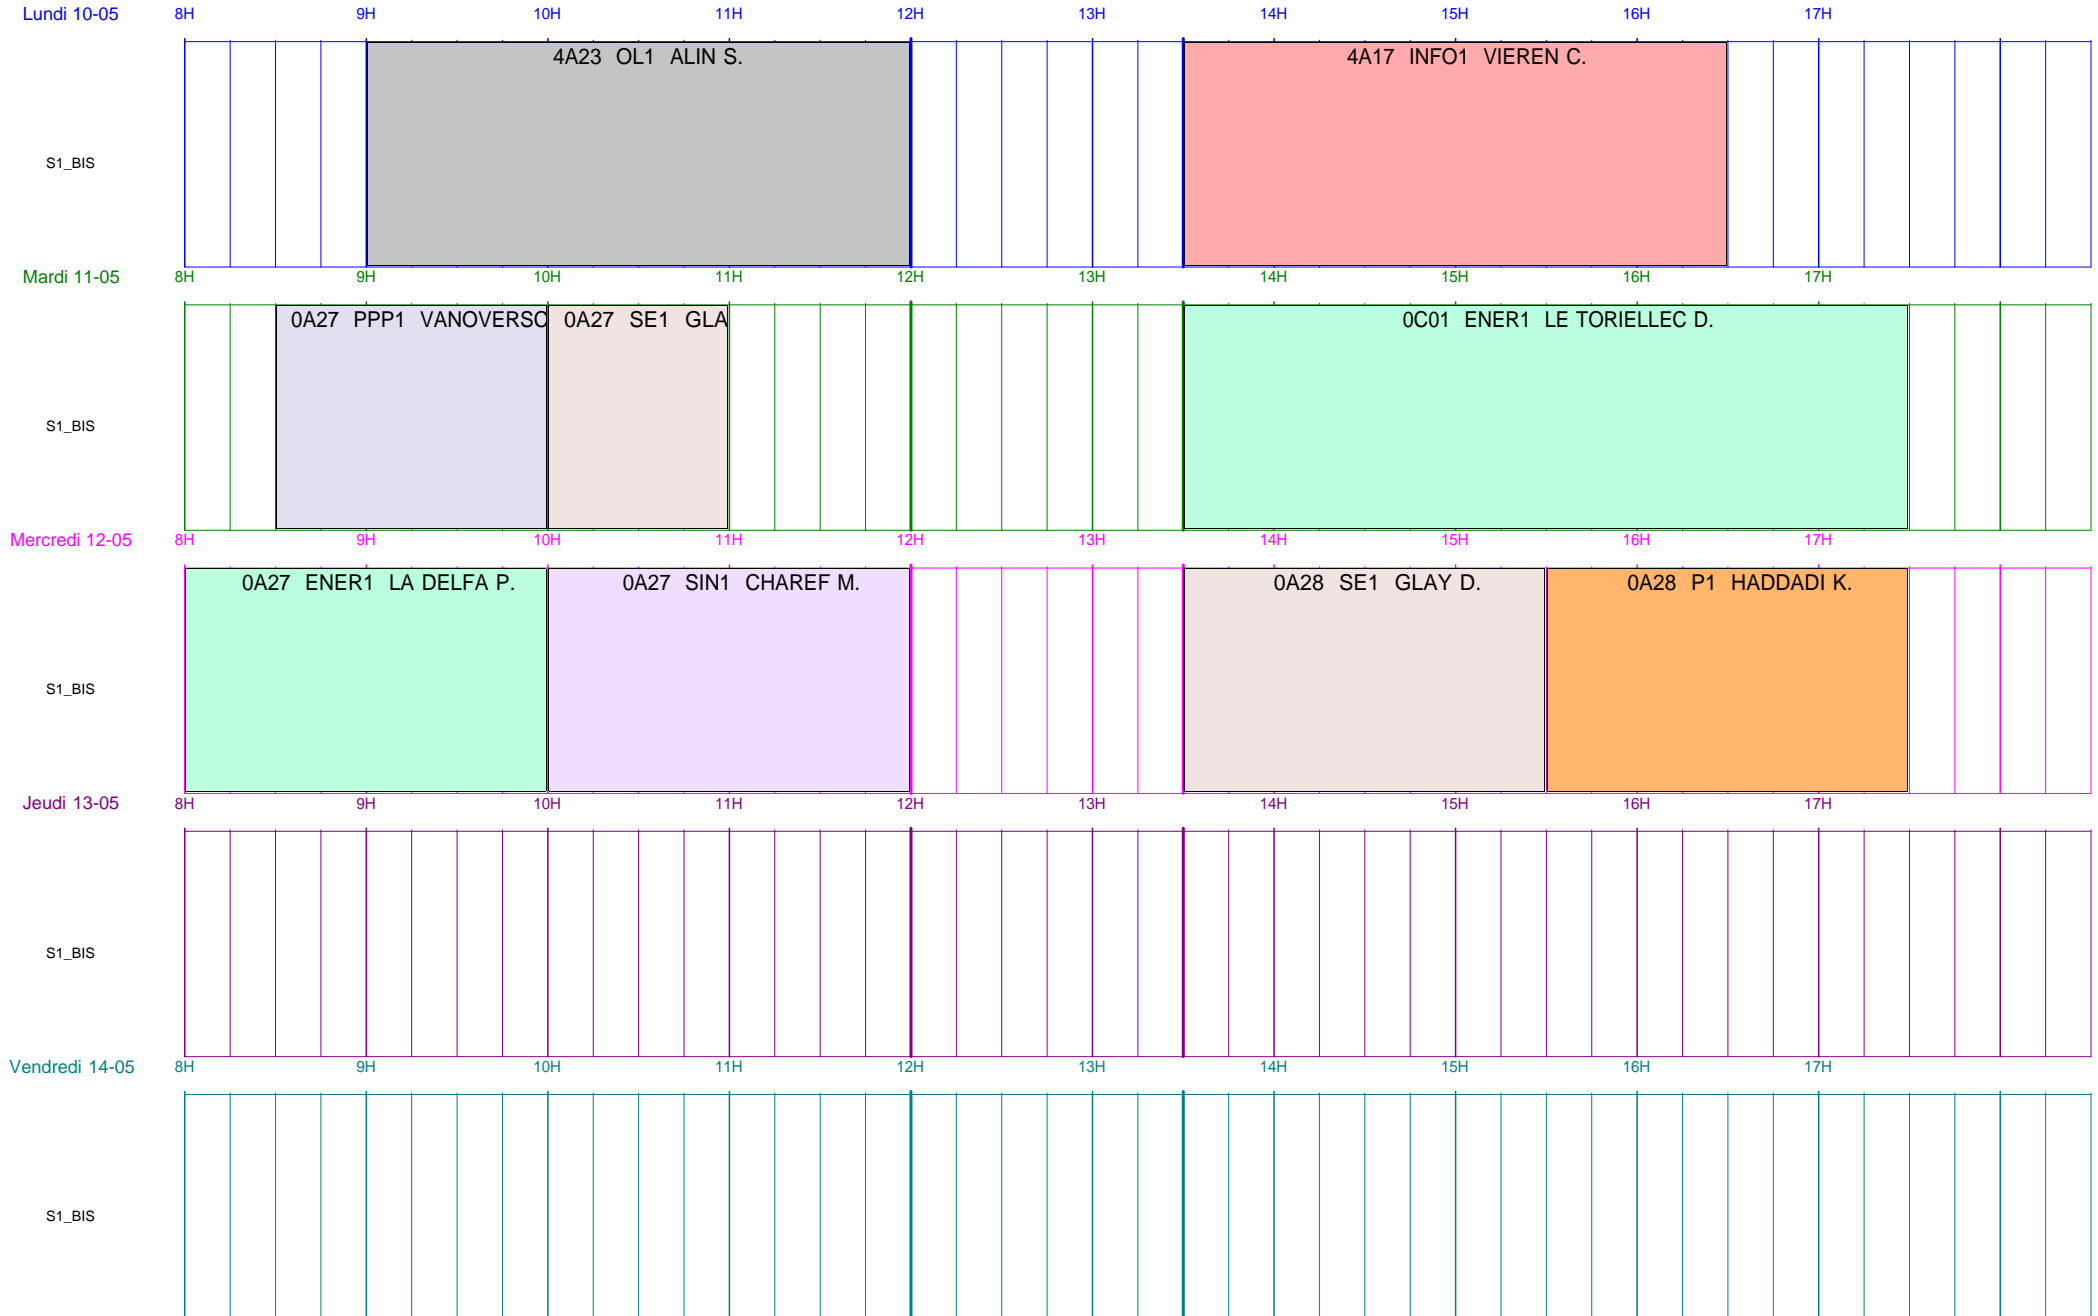 Lundi 10-05 8H 9H 10H 11H 12H 13H 14H 15H 16H 17H
4A23 OL1 ALIN S. 4A17 INFO1 VIEREN C.
S1_BIS
Mardi 11-05 8H 9H 10H 11H 12H 13H 14H 15H 16H 17H
0A27 PPP1 VANOVERSC 0A27 SE1 GLA 0C01 ENER1 LE TORIELLEC D.
S1_BIS
Mercredi 12-05 8H 9H 10H 11H 12H 13H 14H 15H 16H 17H
0A27 ENER1 LA DELFA P. 0A27 SIN1 CHAREF M. 0A28 SE1 GLAY D. 0A28 P1 HADDADI K.
S1_BIS
Jeudi 13-05 8H 9H 10H 11H 12H 13H 14H 15H 16H 17H
S1_BIS
Vendredi 14-05 8H 9H 10H 11H 12H 13H 14H 15H 16H 17H
S1_BIS